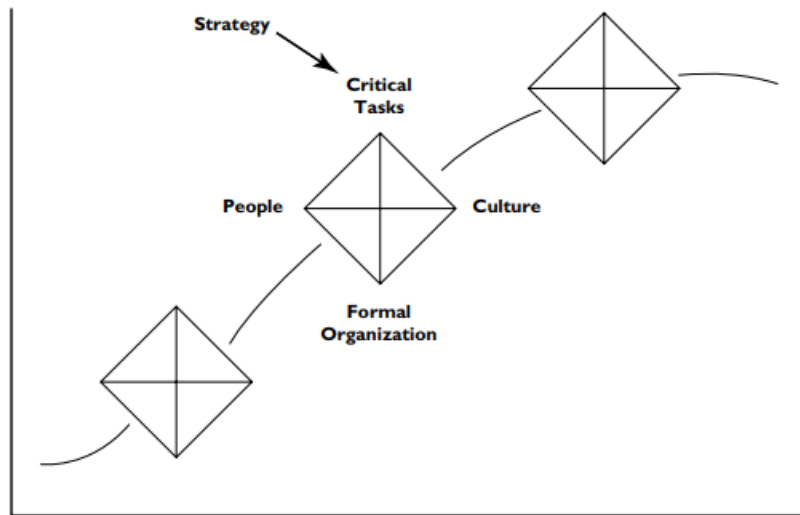 Strategy
Critical
Tasks
People
Culture
Formal
Organization